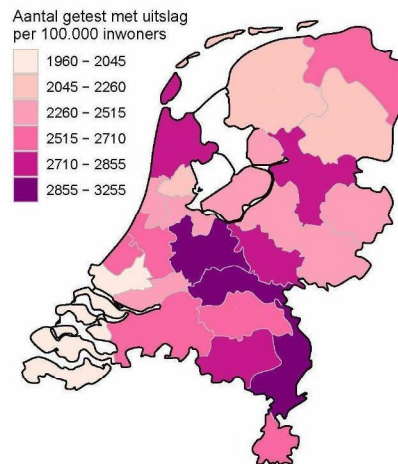 Aantal getest met uitslag
per 100.000 inwoners
1960 – 2045
2045 – 2260
2260 – 2515
2515 – 2710
2710 – 2855
2855 – 3255